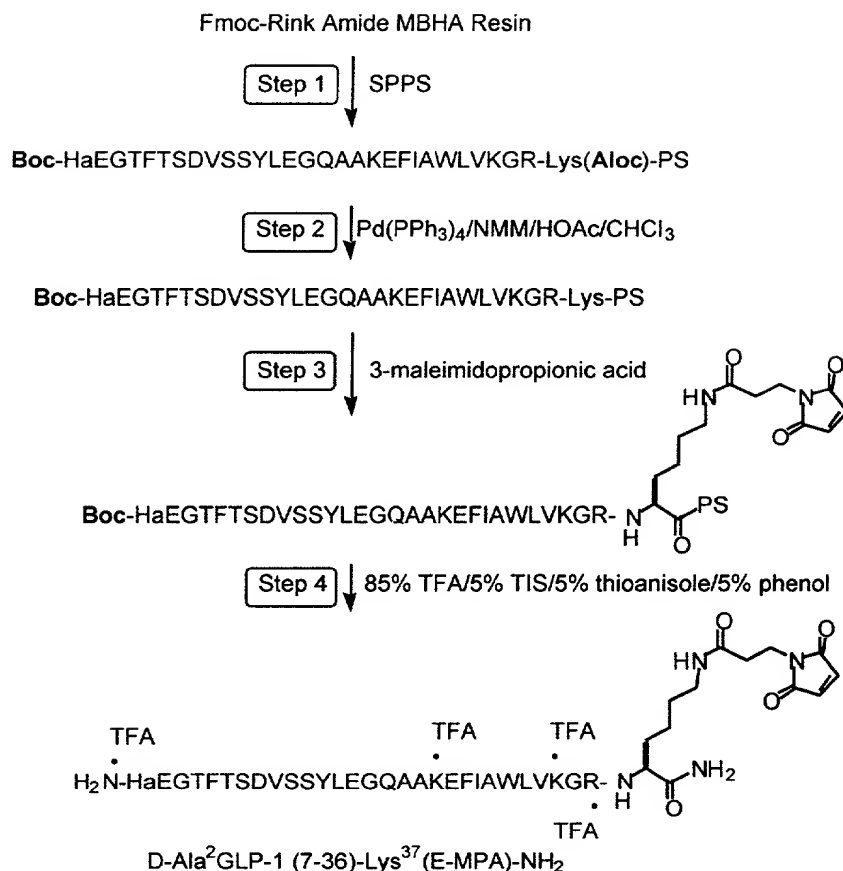 Fmoc-Rink Amide MBHA Resin
Step 1 SPPS
Boc-HaEGTFTSDVSSYLEGQAAKEFIAWLVKGR-Lys(Aloc)-PS
Step 2 Pd(PPh3)4/NMM/HOAc/CHCl3
Boc-HaEGTFTSDVSSYLEGQAAKEFIAWLVKGR-Lys-PS
Step 3 3-maleimidopropionic acid
O
O
HN
N
O
Boc-HaEGTFTSDVSSYLEGQAAKEFIAWLVKGR- N
H
PS
O
Step 4 85% TFA/5% TIS/5% thioanisole/5% phenol
O
O
HN
N
O
TFA TFA TFA
H2N-HaEGTFTSDVSSYLEGQAAKEFIAWLVKGR- N
H
NH2
O
TFA
D-Ala2GLP-1 (7-36)-Lys37(E-MPA)-NH2